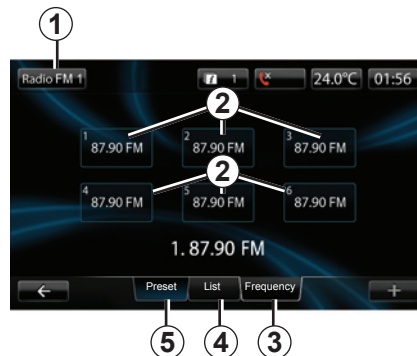 1
Radio FM 1 1 24.0°C 01:56
2
1 87.90 FM 2 87.90 FM 3 87.90 FM
2
4 87.90 FM 5 87.90 FM 6 87.90 FM
1. 87.90 FM
Preset List Frequency +
5 4 3